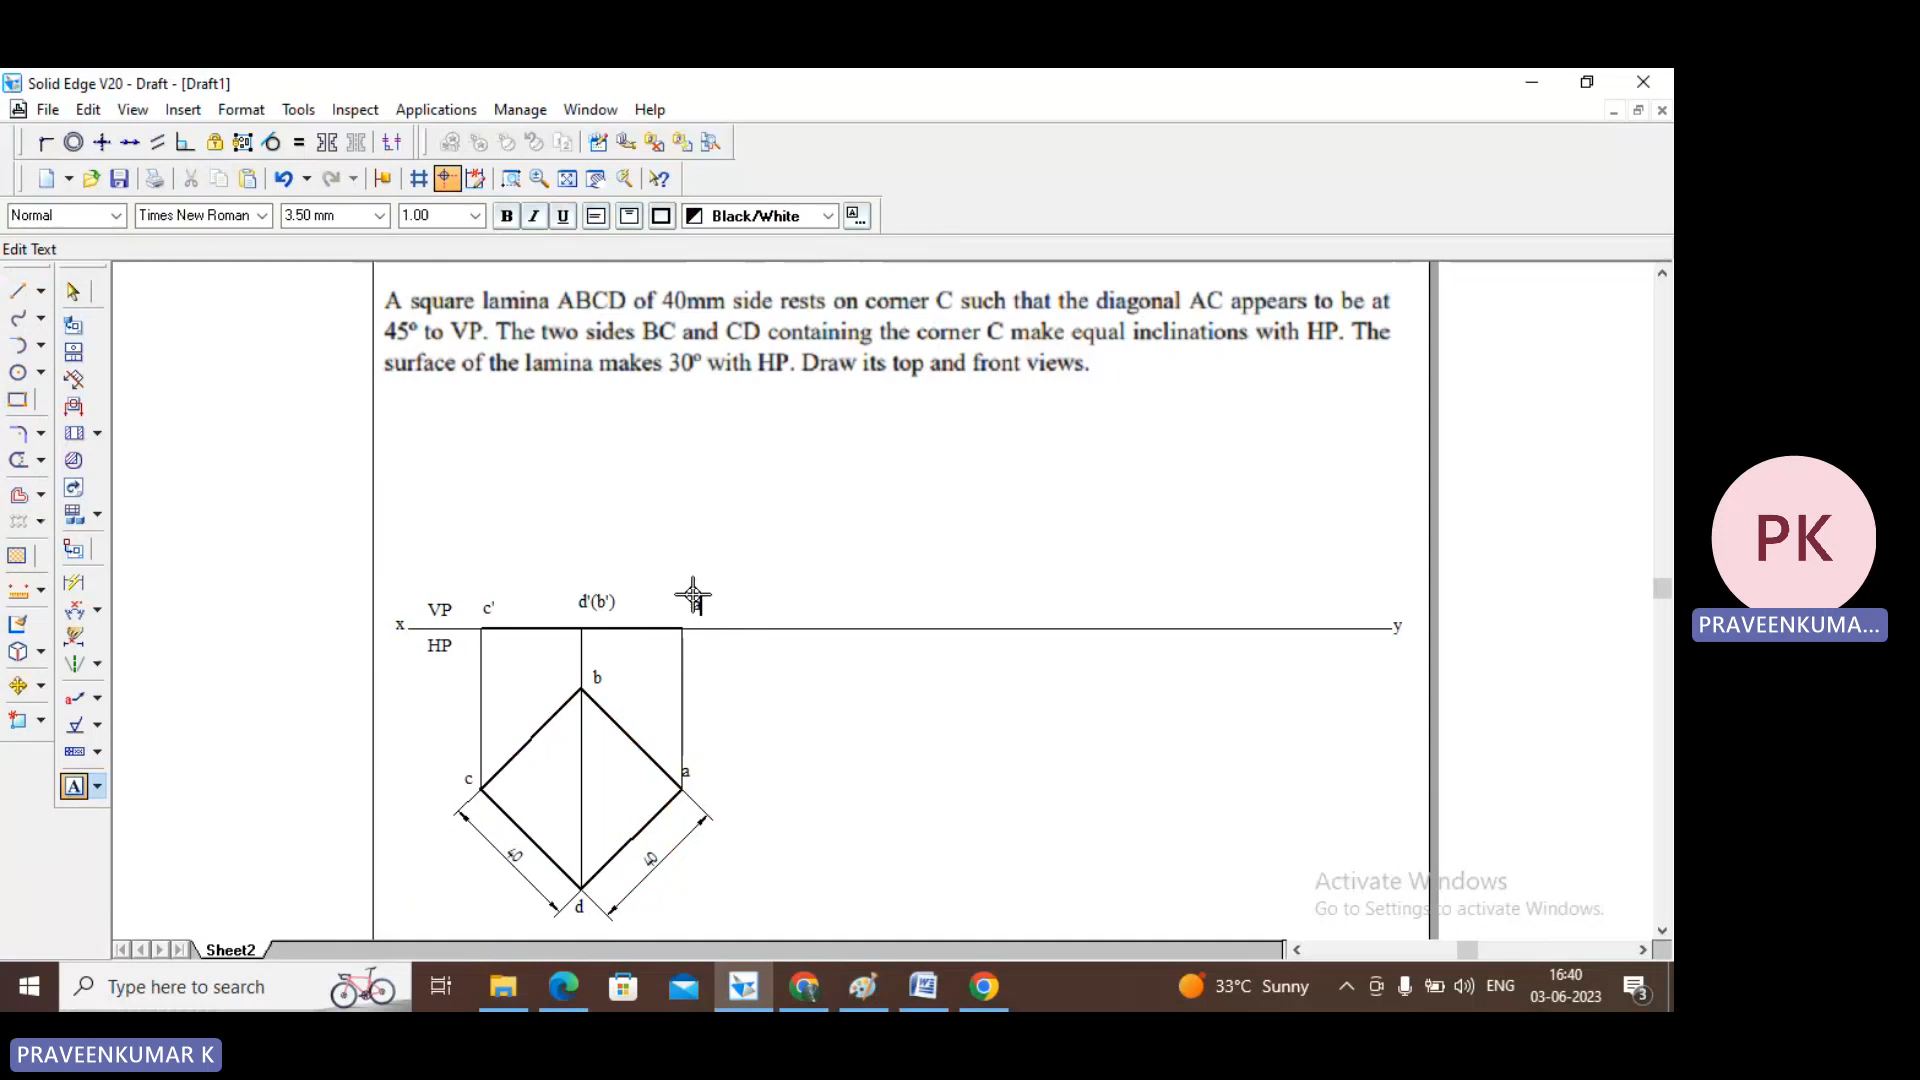 Solid Edge V20 - Draft - [Draft1]
File Edit View Insert Format Tools Inspect Applications Manage Window Help
Normal Times New Roman 3.50 mm 1.00 B I U Black/White A...
Edit Text
A square lamina ABCD of 40mm side rests on corner C such that the diagonal AC appears to be at
45º to VP. The two sides BC and CD containing the corner C make equal inclinations with HP. The
surface of the lamina makes 30º with HP. Draw its top and front views.
VP c' d'(b')
x y
HP
b
c a
40 40
d
A
Activate Windows
Go to Settings to activate Windows.
Sheet2
Type here to search
33°C Sunny ENG 16:40
03-06-2023
3
PK
PRAVEENKUMA...
PRAVEENKUMAR K